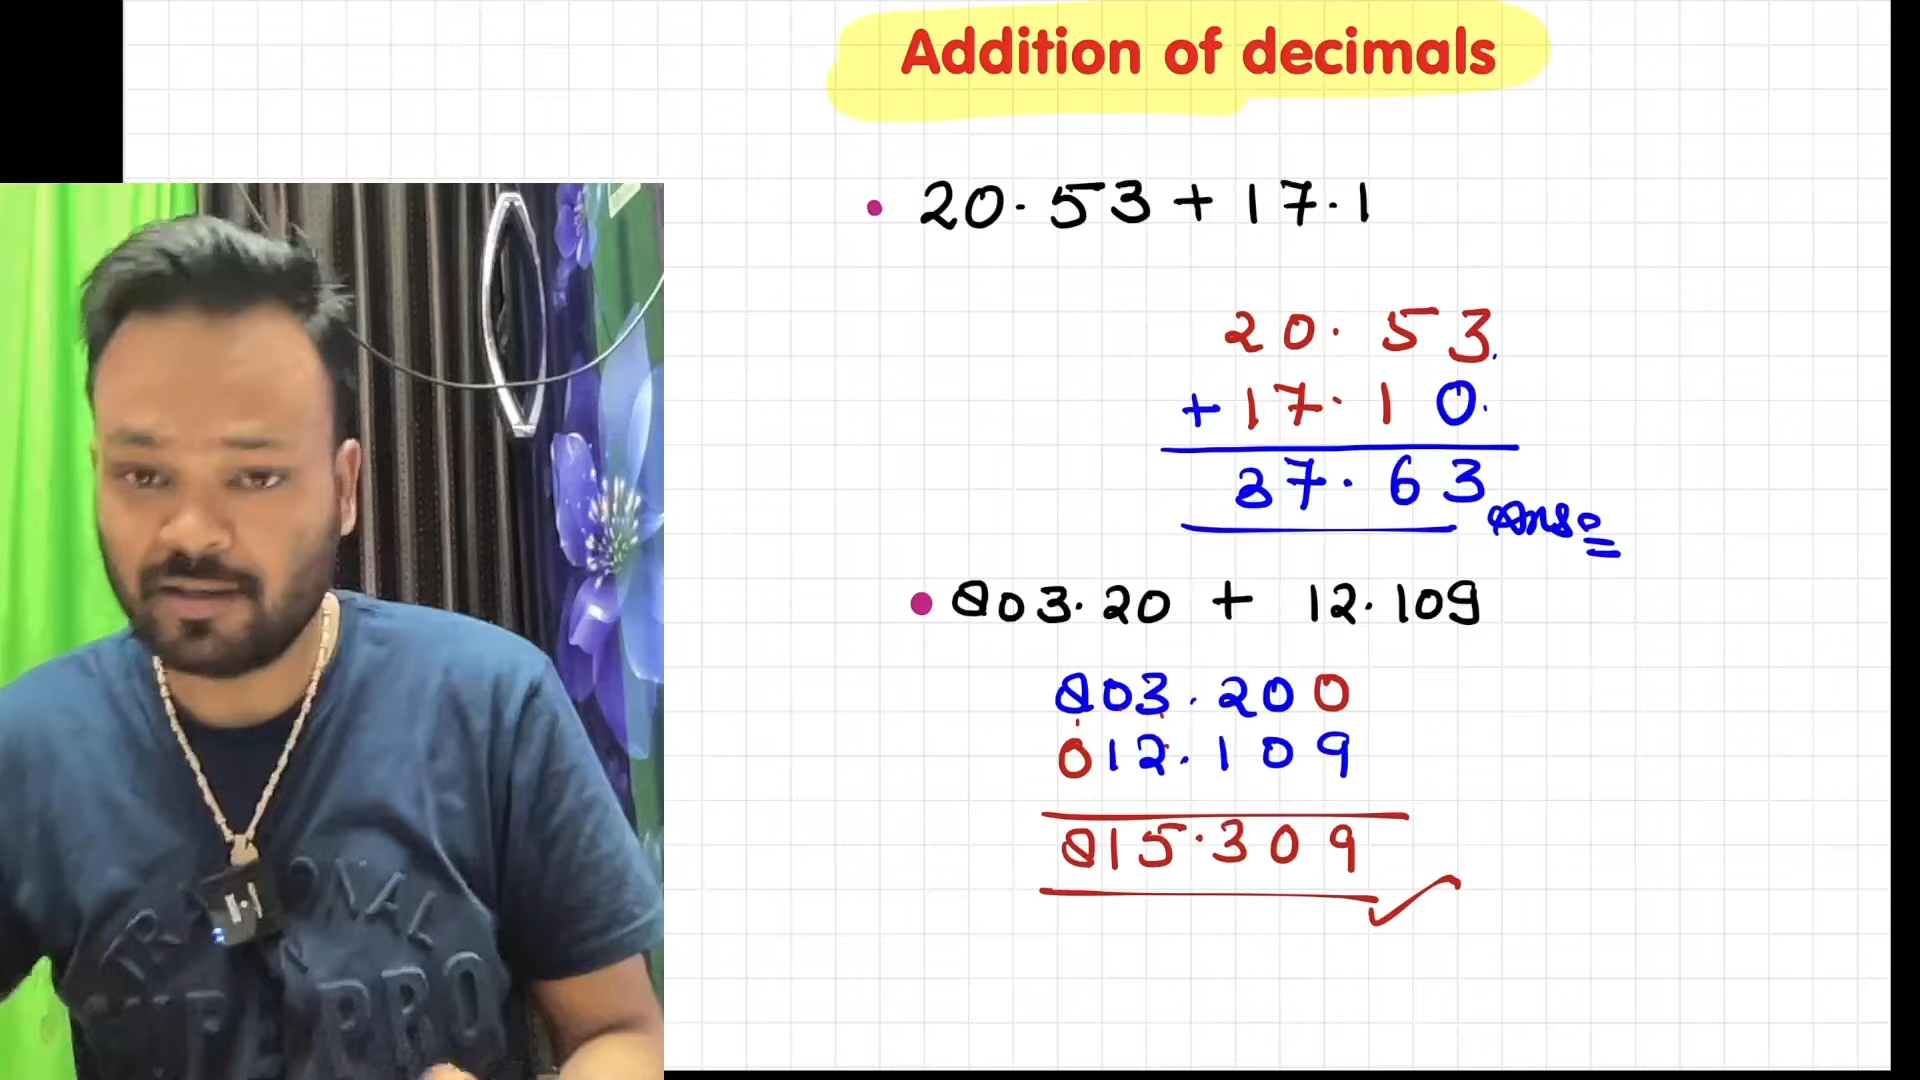 Addition of decimals
• 20.53 + 17.1
20.53
+ 17.10
37.63 Ans
• 803.20 + 12.109
803.200
012.109
815.309 ✓